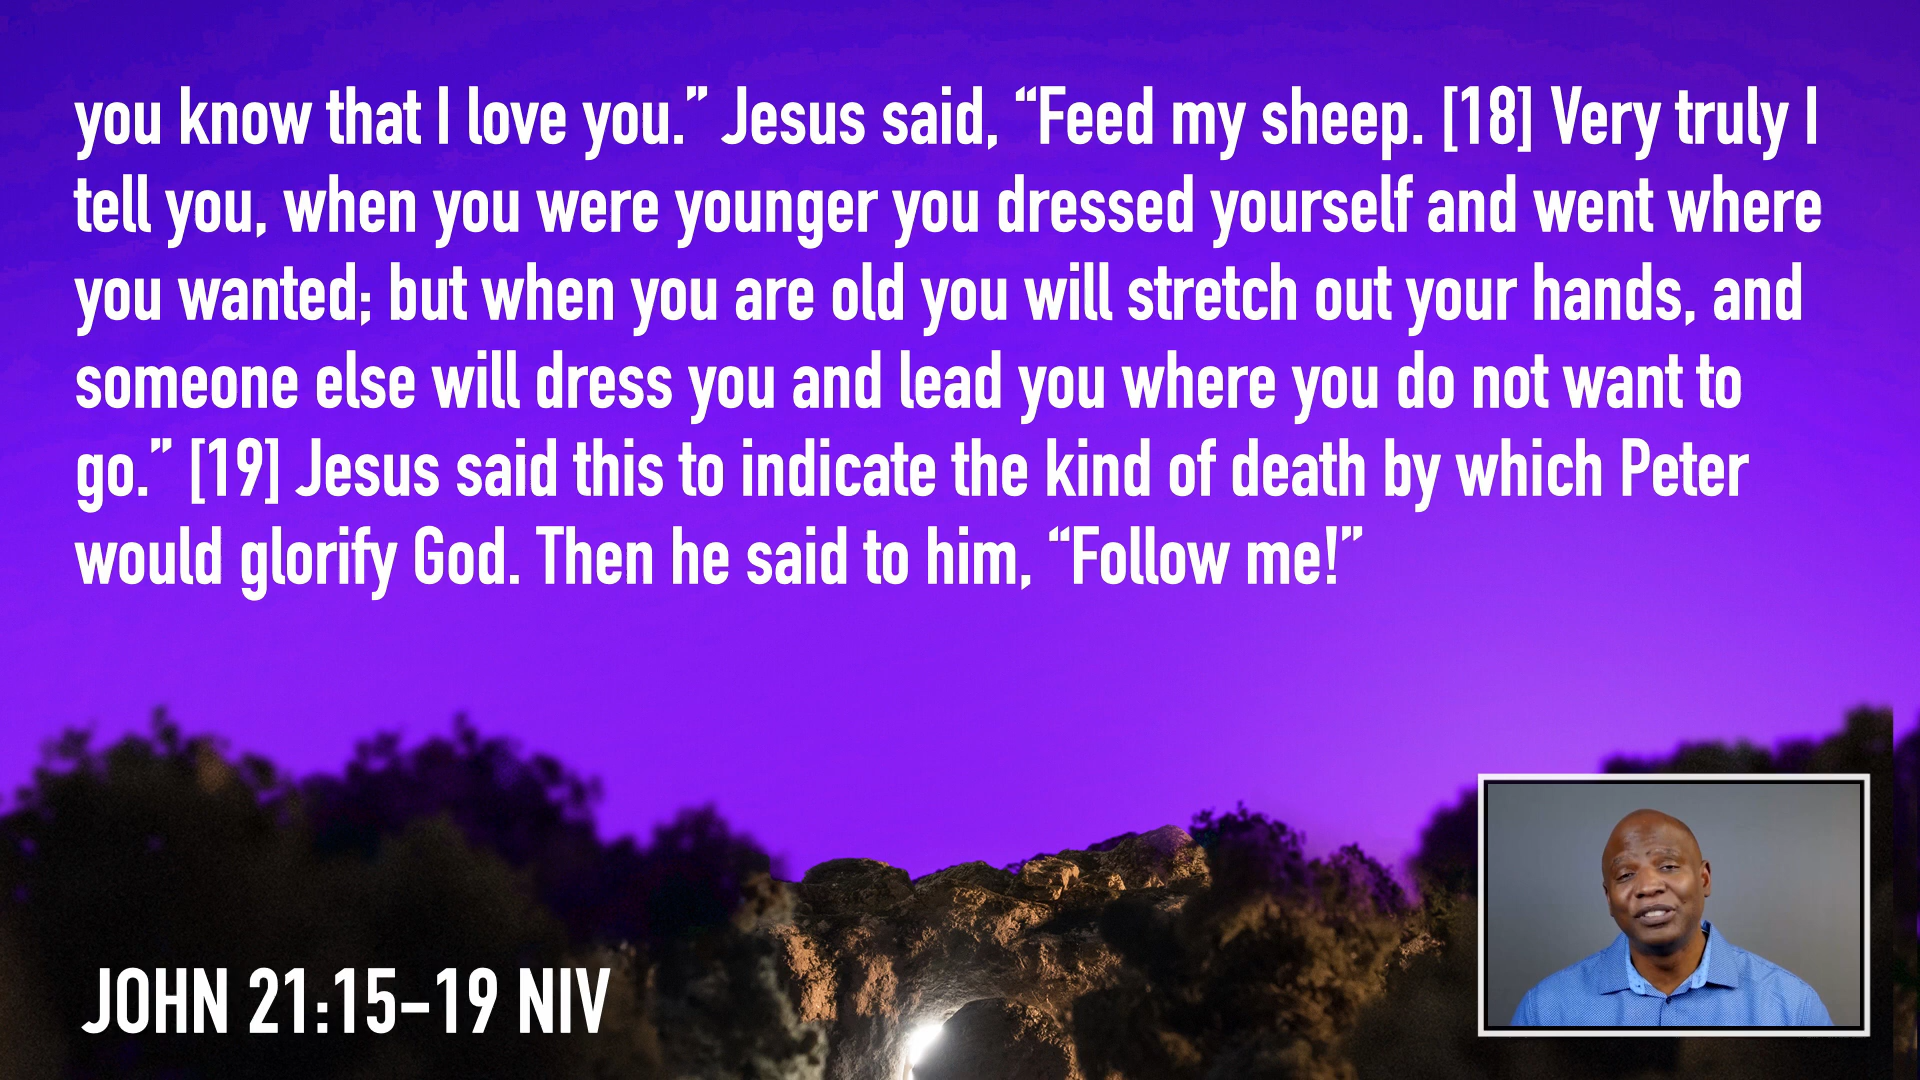 you know that I love you.” Jesus said, “Feed my sheep. [18] Very truly I
tell you, when you were younger you dressed yourself and went where
you wanted; but when you are old you will stretch out your hands, and
someone else will dress you and lead you where you do not want to
go.” [19] Jesus said this to indicate the kind of death by which Peter
would glorify God. Then he said to him, “Follow me!”
JOHN 21:15-19 NIV